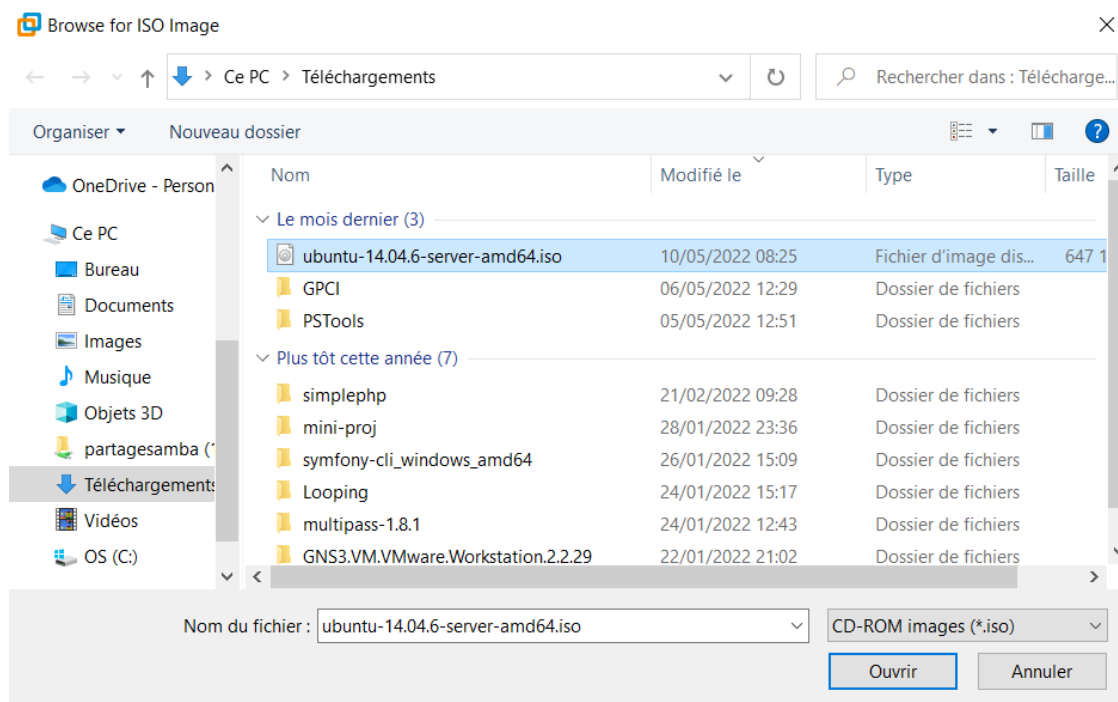 Browse for ISO Image
Ce PC > Téléchargements
Rechercher dans : Télécharge...
Organiser
Nouveau dossier
?
OneDrive - Person
Ce PC
Bureau
Documents
Images
Musique
Objets 3D
partagesamba (
Téléchargements
Vidéos
OS (C:)
Nom Modifié le Type Taille
Le mois dernier (3)
ubuntu-14.04.6-server-amd64.iso 10/05/2022 08:25 Fichier d'image dis... 647 1
GPCI 06/05/2022 12:29 Dossier de fichiers
PSTools 05/05/2022 12:51 Dossier de fichiers
Plus tôt cette année (7)
simplephp 21/02/2022 09:28 Dossier de fichiers
mini-proj 28/01/2022 23:36 Dossier de fichiers
symfony-cli_windows_amd64 26/01/2022 15:09 Dossier de fichiers
Looping 24/01/2022 15:17 Dossier de fichiers
multipass-1.8.1 24/01/2022 12:43 Dossier de fichiers
GNS3.VM.VMware.Workstation.2.2.29 22/01/2022 21:02 Dossier de fichiers
Nom du fichier : ubuntu-14.04.6-server-amd64.iso CD-ROM images (*.iso)
Ouvrir Annuler